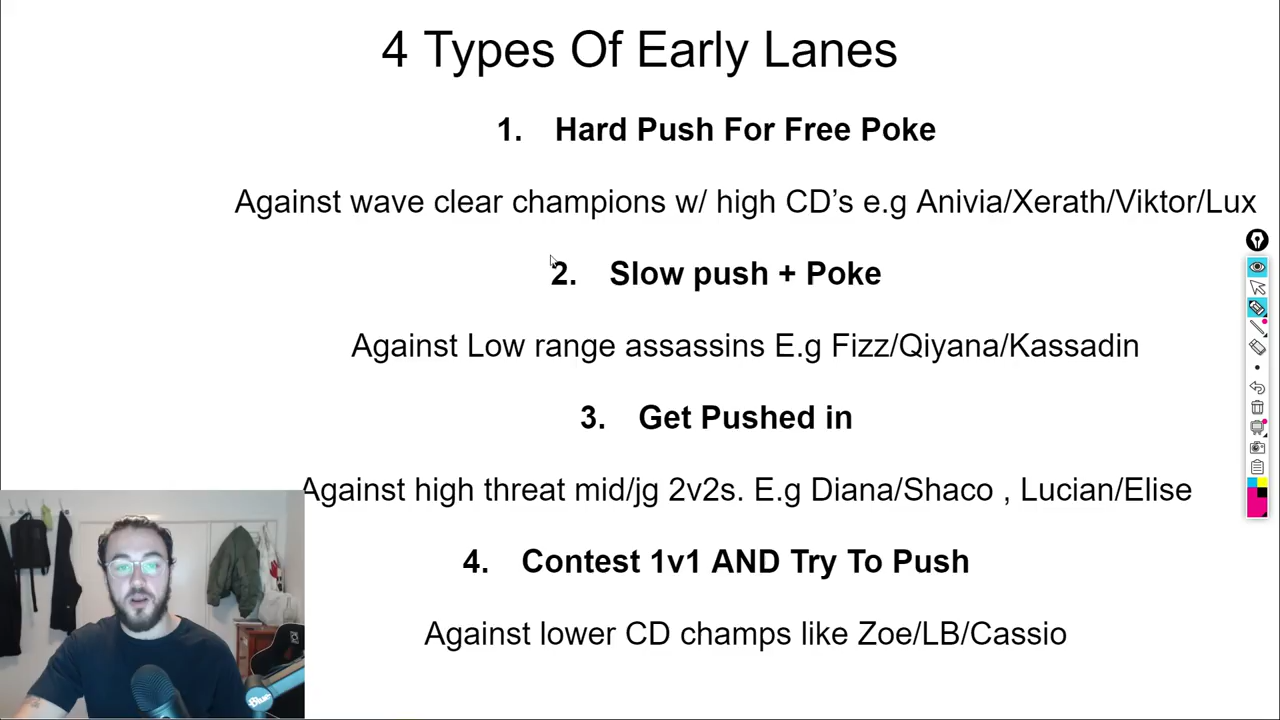 4 Types Of Early Lanes
1. Hard Push For Free Poke
Against wave clear champions w/ high CD’s e.g Anivia/Xerath/Viktor/Lux
2. Slow push + Poke
Against Low range assassins E.g Fizz/Qiyana/Kassadin
3. Get Pushed in
Against high threat mid/jg 2v2s. E.g Diana/Shaco , Lucian/Elise
4. Contest 1v1 AND Try To Push
Against lower CD champs like Zoe/LB/Cassio
Blue